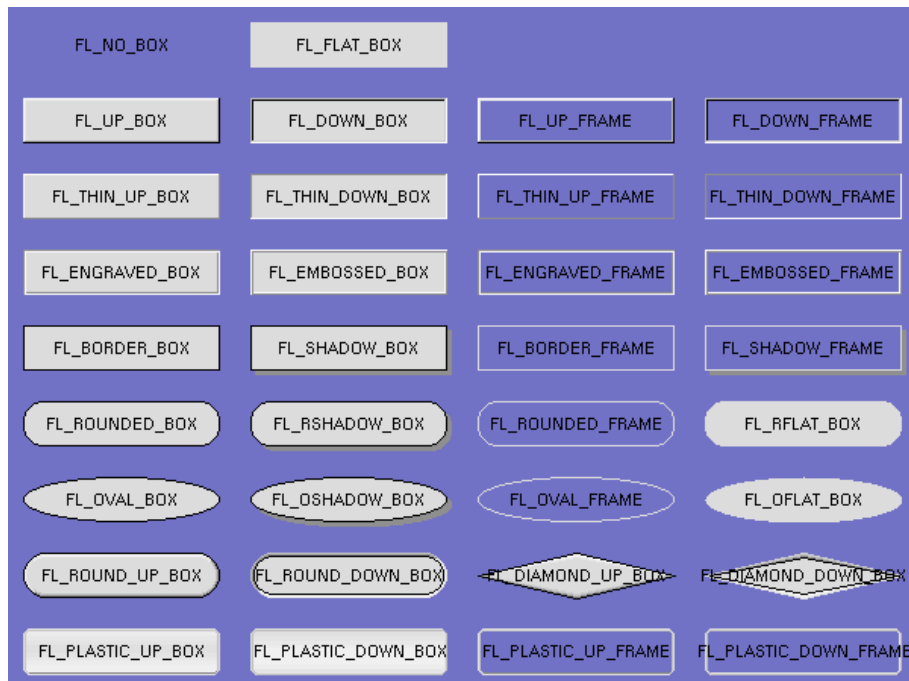 FL_NO_BOX FL_FLAT_BOX
FL_UP_BOX FL_DOWN_BOX FL_UP_FRAME FL_DOWN_FRAME
FL_THIN_UP_BOX FL_THIN_DOWN_BOX FL_THIN_UP_FRAME FL_THIN_DOWN_FRAME
FL_ENGRAVED_BOX FL_EMBOSSED_BOX FL_ENGRAVED_FRAME FL_EMBOSSED_FRAME
FL_BORDER_BOX FL_SHADOW_BOX FL_BORDER_FRAME FL_SHADOW_FRAME
FL_ROUNDED_BOX FL_RSHADOW_BOX FL_ROUNDED_FRAME FL_RFLAT_BOX
FL_OVAL_BOX FL_OSHADOW_BOX FL_OVAL_FRAME FL_OFLAT_BOX
FL_ROUND_UP_BOX FL_ROUND_DOWN_BOX FL_DIAMOND_UP_BOX FL_DIAMOND_DOWN_BOX
FL_PLASTIC_UP_BOX FL_PLASTIC_DOWN_BOX FL_PLASTIC_UP_FRAME FL_PLASTIC_DOWN_FRAME